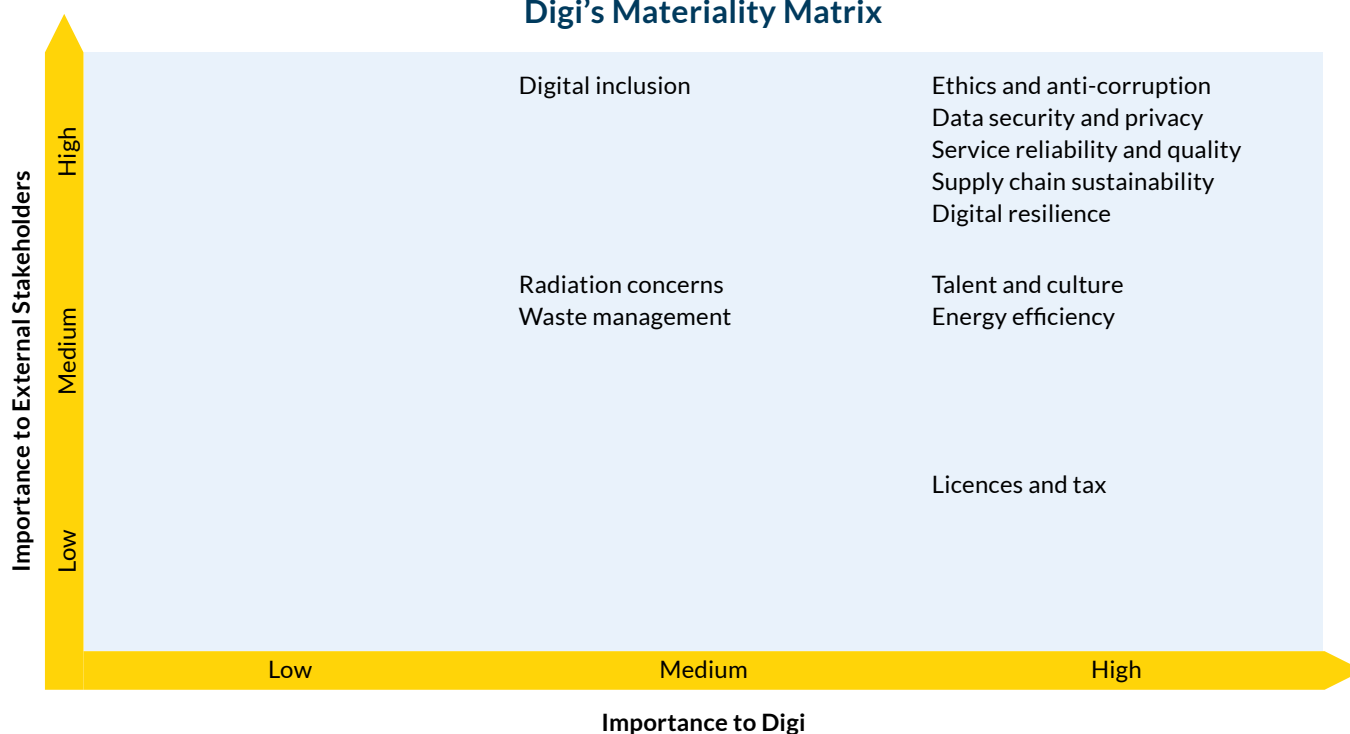 Digi’s Materiality Matrix
Importance to External Stakeholders
High
Medium
Low
Digital inclusion
Ethics and anti-corruption
Data security and privacy
Service reliability and quality
Supply chain sustainability
Digital resilience
Radiation concerns
Waste management
Talent and culture
Energy efficiency
Licences and tax
Low
Medium
High
Importance to Digi